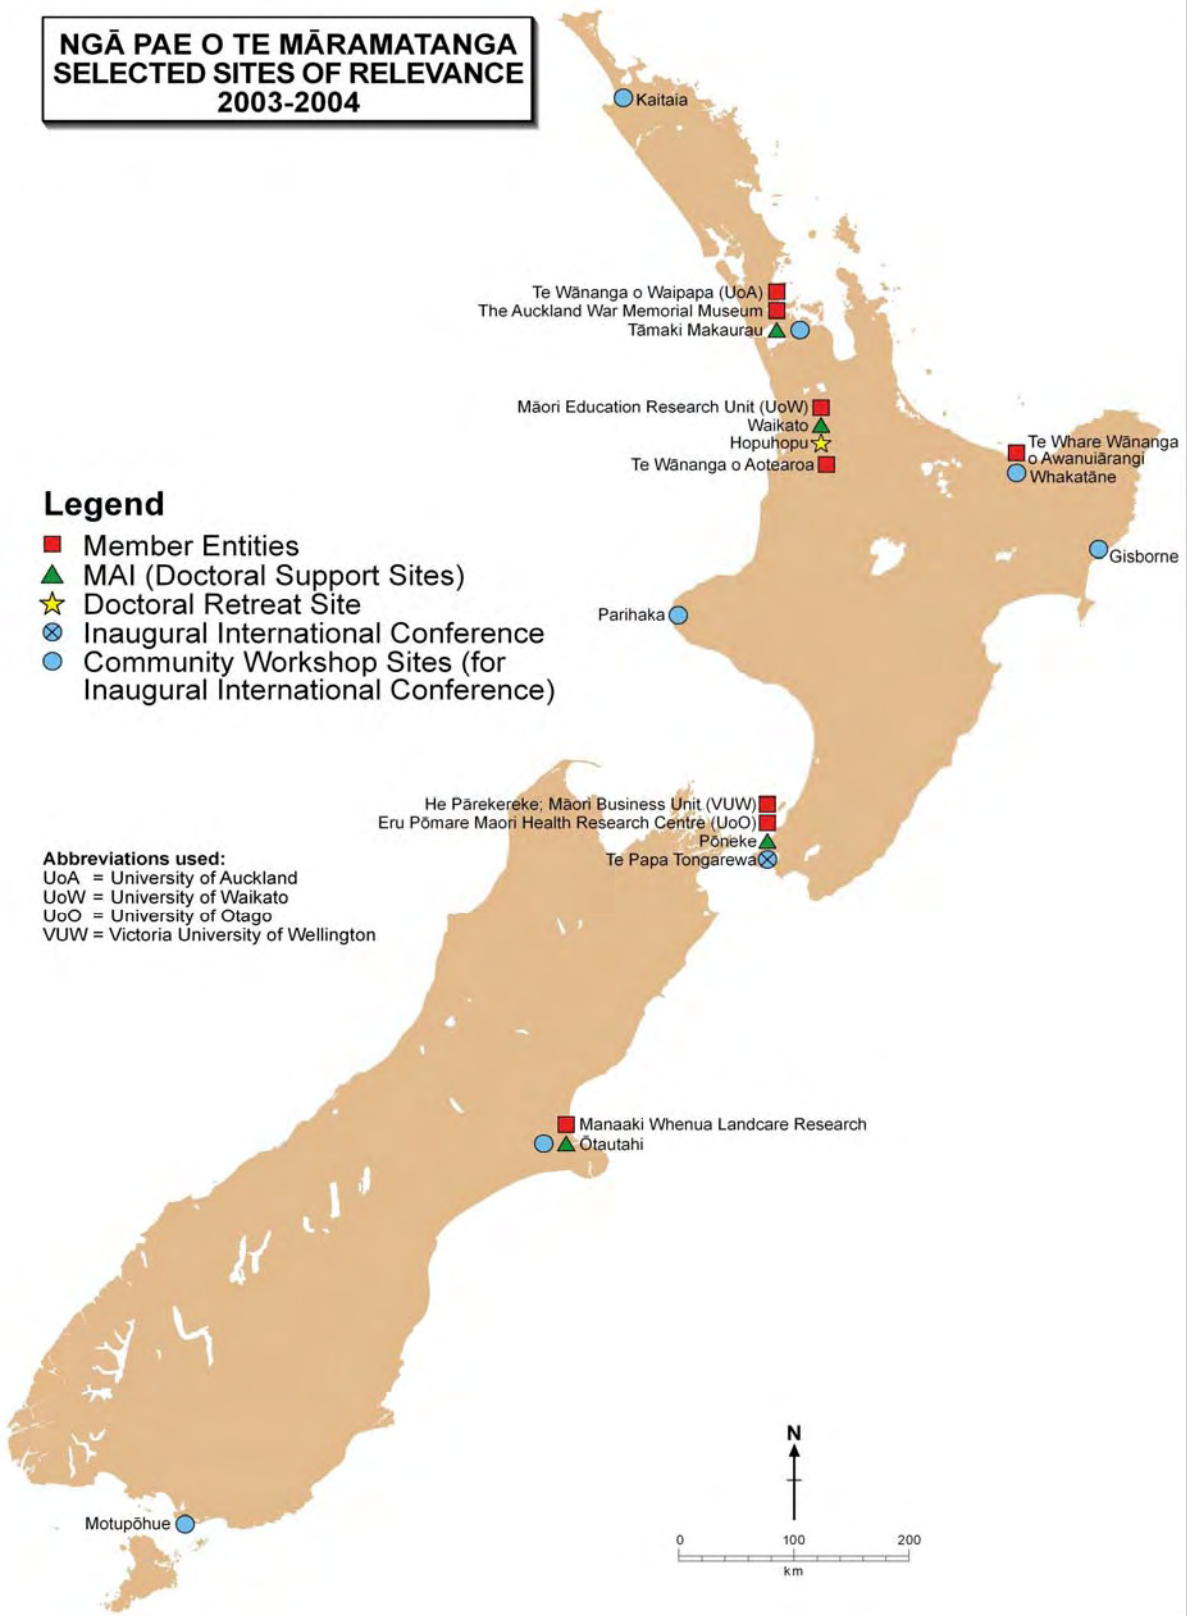 NGĀ PAE O TE MĀRAMATANGA
SELECTED SITES OF RELEVANCE
2003-2004
Kaitaia
Te Wānanga o Waipapa (UoA)
The Auckland War Memorial Museum
Tāmaki Makaurau
Māori Education Research Unit (UoW)
Waikato
Hopuhopu
Te Wānanga o Aotearoa
Te Whare Wānanga
o Awanuiārangi
Whakatāne
Gisborne
Parihaka
Legend
Member Entities
MAI (Doctoral Support Sites)
Doctoral Retreat Site
Inaugural International Conference
Community Workshop Sites (for
Inaugural International Conference)
He Pārekereke; Māori Business Unit (VUW)
Eru Pōmare Maori Health Research Centre (UoO)
Pōneke
Te Papa Tongarewa
Abbreviations used:
UoA = University of Auckland
UoW = University of Waikato
UoO = University of Otago
VUW = Victoria University of Wellington
Manaaki Whenua Landcare Research
Ōtautahi
Motupōhue
N
0 100 200
km